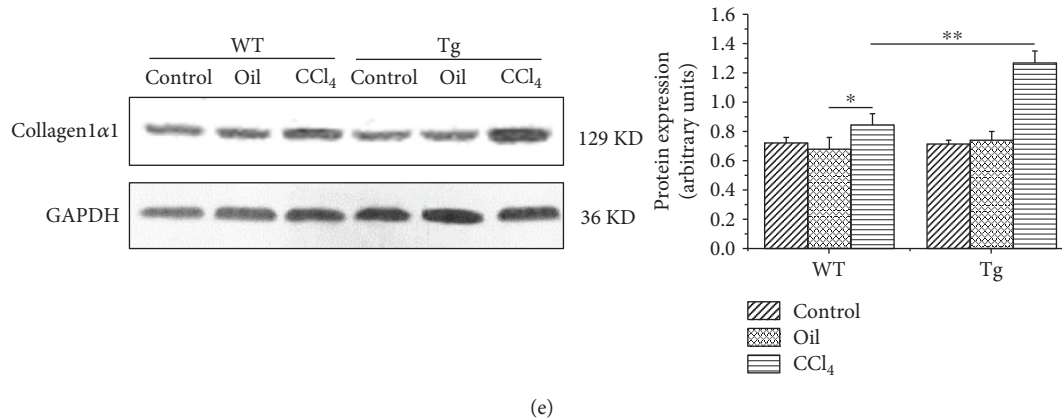 WT Tg
Control Oil CCl₄ Control Oil CCl₄
Collagen1α1 129 KD
GAPDH 36 KD
Protein expression
(arbitrary units)
1.6
1.4
1.2
1.0
0.8
0.6
0.4
0.2
0.0
*
**
WT Tg
Control
Oil
CCl₄
(e)